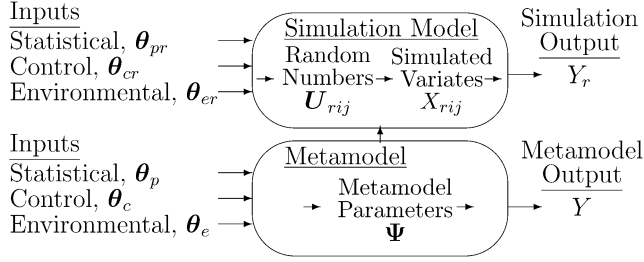 Inputs
Statistical, θ_pr
Control, θ_cr
Environmental, θ_er
Simulation Model
Random Numbers U_rij
Simulated Variates X_rij
Simulation
Output
Y_r
Inputs
Statistical, θ_p
Control, θ_c
Environmental, θ_e
Metamodel
Metamodel
Parameters
Ψ
Metamodel
Output
Y